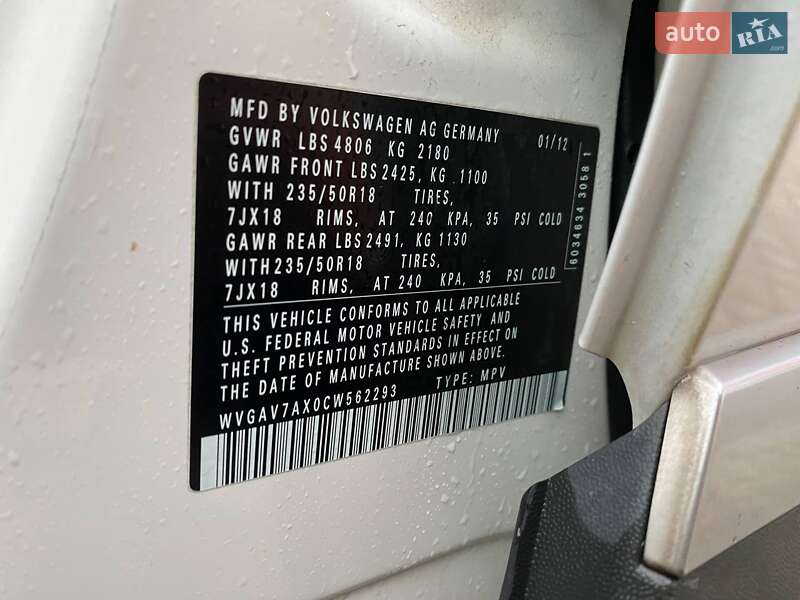 auto RIA.com
MFD BY VOLKSWAGEN AG GERMANY 01/12
GVWR LBS 4806 KG 2180
GAWR FRONT LBS 2425, KG 1100
WITH 235/50R18 TIRES,
7JX18 RIMS, AT 240 KPA, 35 PSI COLD
GAWR REAR LBS 2491, KG 1130
WITH 235/50R18 TIRES,
7JX18 RIMS, AT 240 KPA, 35 PSI COLD
THIS VEHICLE CONFORMS TO ALL APPLICABLE
U.S. FEDERAL MOTOR VEHICLE SAFETY AND
THEFT PREVENTION STANDARDS IN EFFECT ON
THE DATE OF MANUFACTURE SHOWN ABOVE.
WVGAV7AX0CW562293 TYPE: MPV
6034634 3058 1